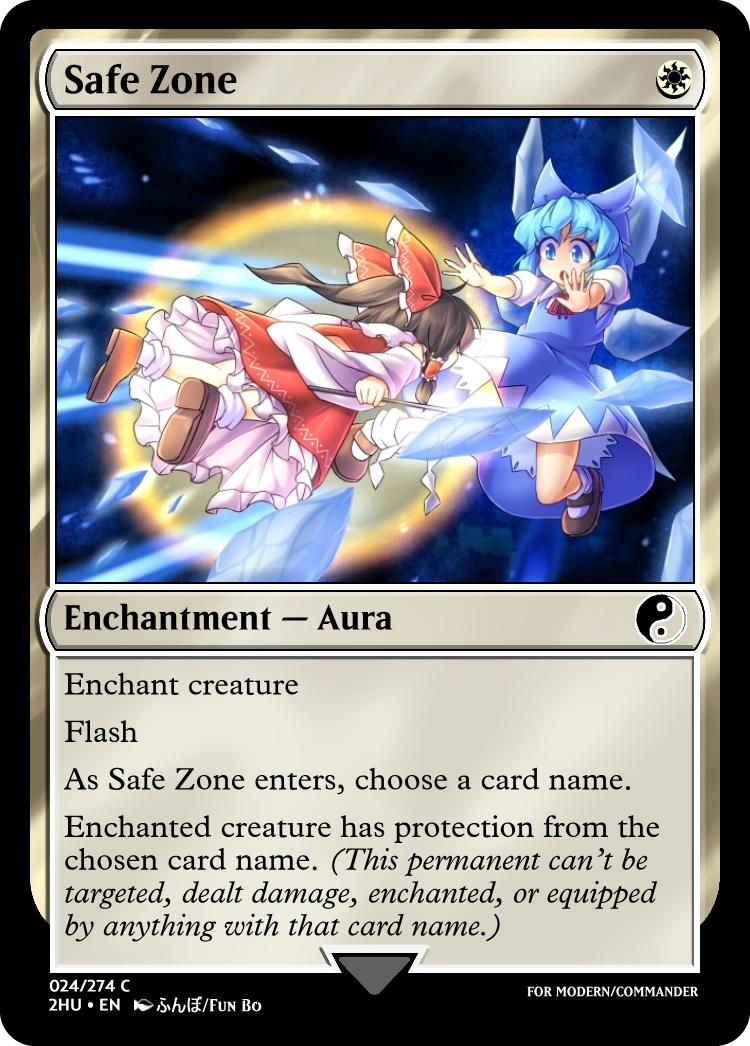 Safe Zone
Enchantment — Aura
Enchant creature
Flash
As Safe Zone enters, choose a card name.
Enchanted creature has protection from the
chosen card name. (This permanent can't be
targeted, dealt damage, enchanted, or equipped
by anything with that card name.)
024/274 C
2HU • EN ふんぼ/Fun Bo
FOR MODERN/COMMANDER